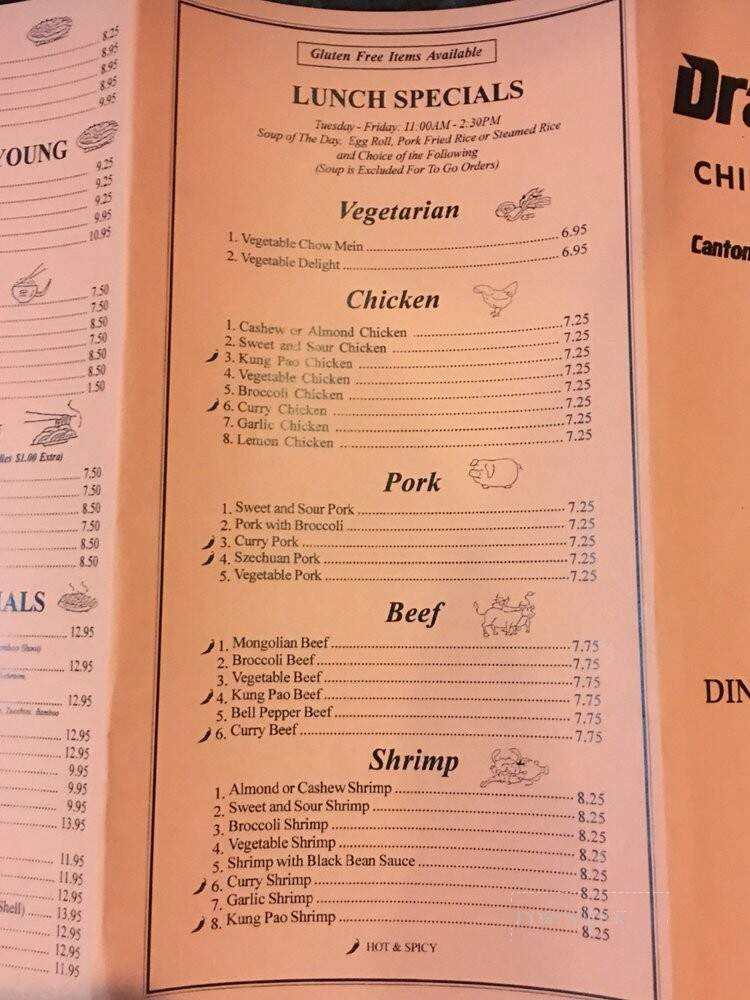 8.25
8.95
8.95
8.95
9.95
YOUNG
9.25
9.25
9.25
9.95
10.95
7.50
7.50
8.50
7.50
8.50
8.50
1.50
$1.00 Extra)
7.50
7.50
8.50
7.50
8.50
8.50
IALS
12.95
12.95
12.95
Zucchini, Bamboo
12.95
12.95
9.95
9.95
9.95
13.95
11.95
11.95
12.95
Shell) 13.95
12.95
12.95
11.95
Gluten Free Items Available
LUNCH SPECIALS
Tuesday - Friday: 11:00AM - 2:30PM
Soup of The Day, Egg Roll, Pork Fried Rice or Steamed Rice
and Choice of the Following
(Soup is Excluded For To Go Orders)
Vegetarian
1. Vegetable Chow Mein 6.95
2. Vegetable Delight 6.95
Chicken
1. Cashew or Almond Chicken 7.25
2. Sweet and Sour Chicken 7.25
3. Kung Pao Chicken 7.25
4. Vegetable Chicken 7.25
5. Broccoli Chicken 7.25
6. Curry Chicken 7.25
7. Garlic Chicken 7.25
8. Lemon Chicken 7.25
Pork
1. Sweet and Sour Pork 7.25
2. Pork with Broccoli 7.25
3. Curry Pork 7.25
4. Szechuan Pork 7.25
5. Vegetable Pork 7.25
Beef
1. Mongolian Beef 7.75
2. Broccoli Beef 7.75
3. Vegetable Beef 7.75
4. Kung Pao Beef 7.75
5. Bell Pepper Beef 7.75
6. Curry Beef 7.75
Shrimp
1. Almond or Cashew Shrimp 8.25
2. Sweet and Sour Shrimp 8.25
3. Broccoli Shrimp 8.25
4. Vegetable Shrimp 8.25
5. Shrimp with Black Bean Sauce 8.25
6. Curry Shrimp 8.25
7. Garlic Shrimp 8.25
8. Kung Pao Shrimp 8.25
HOT & SPICY
Dra
CHI
Canton
DIN